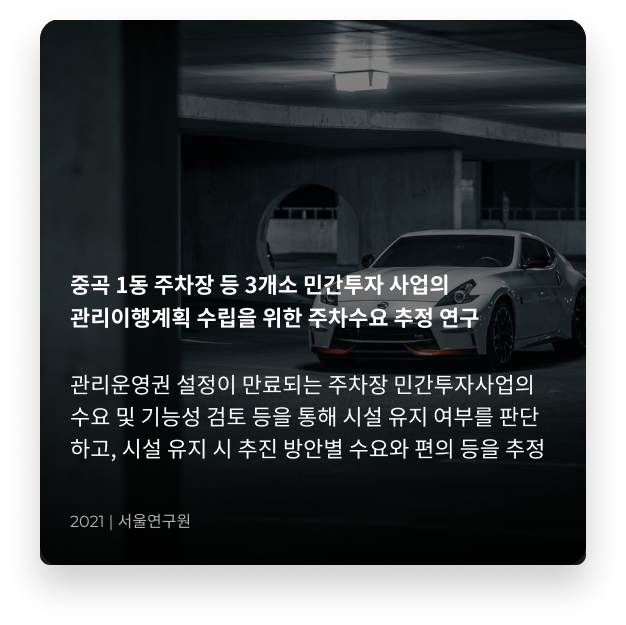 중곡 1동 주차장 등 3개소 민간투자 사업의
관리이행계획 수립을 위한 주차수요 추정 연구
관리운영권 설정이 만료되는 주차장 민간투자사업의
수요 및 기능성 검토 등을 통해 시설 유지 여부를 판단
하고, 시설 유지 시 추진 방안별 수요와 편의 등을 추정
2021 | 서울연구원